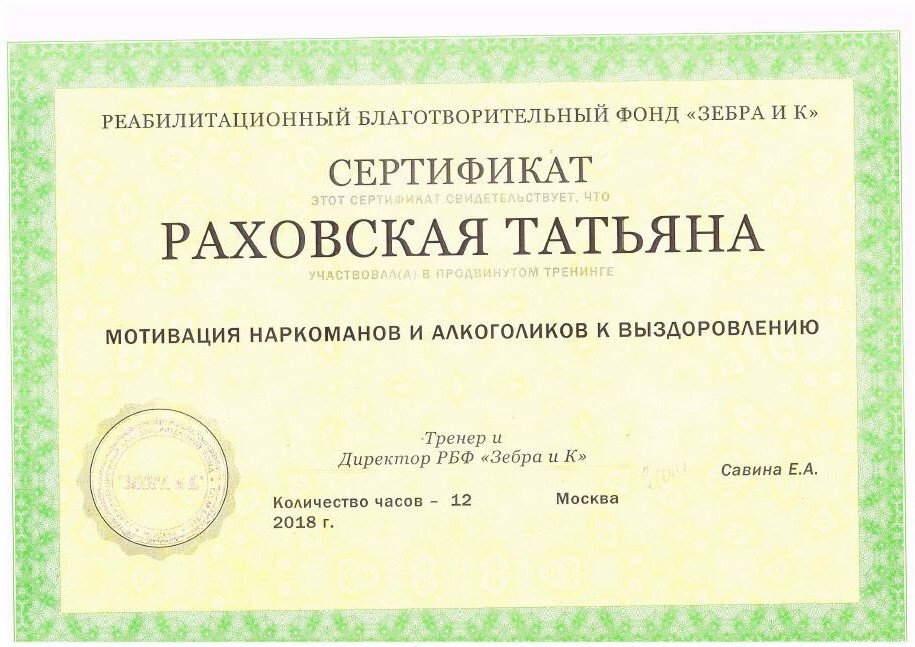 РЕАБИЛИТАЦИОННЫЙ БЛАГОТВОРИТЕЛЬНЫЙ ФОНД «ЗЕБРА И К»
СЕРТИФИКАТ
ЭТОТ СЕРТИФИКАТ СВИДЕТЕЛЬСТВУЕТ, ЧТО
РАХОВСКАЯ ТАТЬЯНА
УЧАСТВОВАЛ(А) В ПРОДВИНУТОМ ТРЕНИНГЕ
МОТИВАЦИЯ НАРКОМАНОВ И АЛКОГОЛИКОВ К ВЫЗДОРОВЛЕНИЮ
Тренер и
Директор РБФ «Зебра и К»
Савина Е.А.
Количество часов – 12 Москва
2018 г.